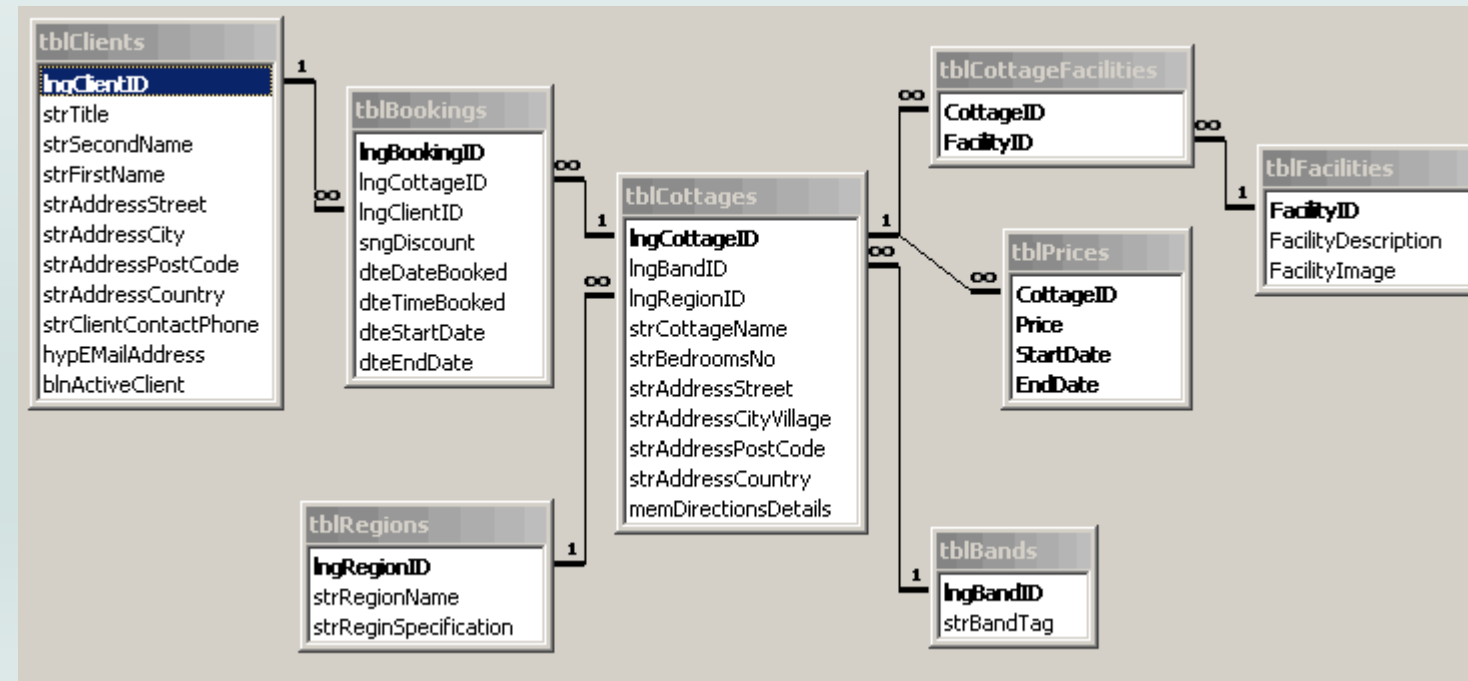 tblClients
lngClientID
strTitle
strSecondName
strFirstName
strAddressStreet
strAddressCity
strAddressPostCode
strAddressCountry
strClientContactPhone
hypEMailAddress
blnActiveClient
1
∞
tblBookings
lngBookingID
lngCottageID
lngClientID
sngDiscount
dteDateBooked
dteTimeBooked
dteStartDate
dteEndDate
∞
1
∞
tblCottages
lngCottageID
lngBandID
lngRegionID
strCottageName
strBedroomsNo
strAddressStreet
strAddressCityVillage
strAddressPostCode
strAddressCountry
memDirectionsDetails
1
∞
∞
tblCottageFacilities
CottageID
FacilityID
∞
1
tblFacilities
FacilityID
FacilityDescription
FacilityImage
∞
tblPrices
CottageID
Price
StartDate
EndDate
tblRegions
lngRegionID
strRegionName
strReginSpecification
1
1
tblBands
lngBandID
strBandTag